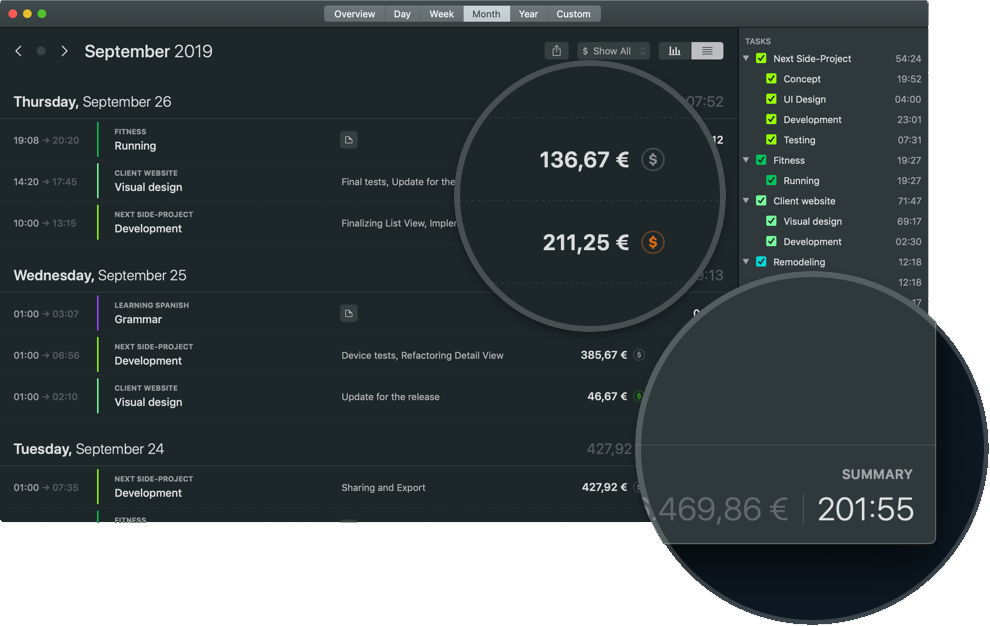 Overview Day Week Month Year Custom
September 2019
$ Show All
TASKS
Next Side-Project 54:24
Concept 19:52
UI Design 04:00
Development 23:01
Testing 07:31
Fitness 19:27
Running 19:27
Client website 71:47
Visual design 69:17
Development 02:30
Remodeling 12:18
12:18
Thursday, September 26 07:52
19:08 → 20:20 FITNESS
Running
14:20 → 17:45 CLIENT WEBSITE
Visual design Final tests, Update for the
136,67 € $
10:00 → 13:15 NEXT SIDE-PROJECT
Development Finalizing List View,
211,25 € $
Wednesday, September 25
01:00 → 03:07 LEARNING SPANISH
Grammar
01:00 → 06:56 NEXT SIDE-PROJECT
Development Device tests, Refactoring Detail View 385,67 € $
01:00 → 02:10 CLIENT WEBSITE
Visual design Update for the release 46,67 € $
Tuesday, September 24 427,92
01:00 → 07:35 NEXT SIDE-PROJECT
Development Sharing and Export 427,92 €
FITNESS
SUMMARY
469,86 € 201:55